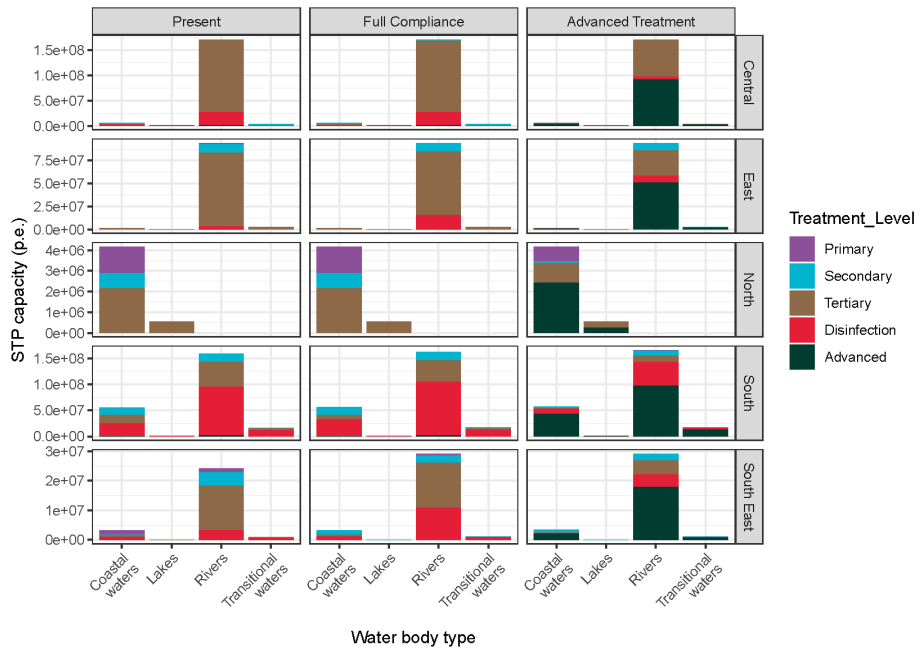 Present Full Compliance Advanced Treatment
STP capacity (p.e.)
1.5e+08
1.0e+08
5.0e+07
0.0e+00
Central
7.5e+07
5.0e+07
2.5e+07
0.0e+00
East
4e+06
3e+06
2e+06
1e+06
0e+00
North
1.5e+08
1.0e+08
5.0e+07
0.0e+00
South
3e+07
2e+07
1e+07
0e+00
South East
Coastal
waters
Lakes
Rivers
Transitional
waters
Coastal
waters
Lakes
Rivers
Transitional
waters
Coastal
waters
Lakes
Rivers
Transitional
waters
Water body type
Treatment_Level
Primary
Secondary
Tertiary
Disinfection
Advanced